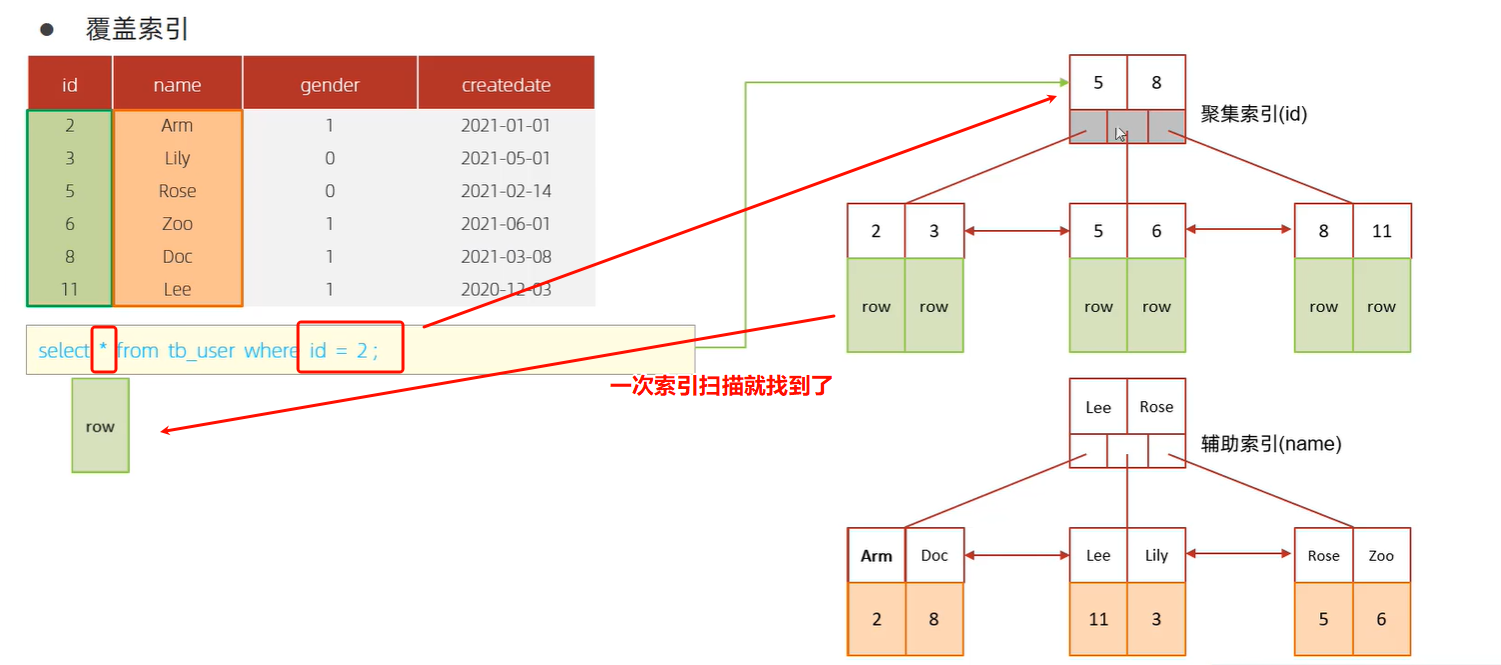 ● 覆盖索引
id name gender createdate
2 Arm 1 2021-01-01
3 Lily 0 2021-05-01
5 Rose 0 2021-02-14
6 Zoo 1 2021-06-01
8 Doc 1 2021-03-08
11 Lee 1 2020-12-03
select * from tb_user where id = 2 ;
row
一次索引扫描就找到了
5 8
聚集索引(id)
2 3 5 6 8 11
row row row row row row
Lee Rose
辅助索引(name)
Arm Doc Lee Lily Rose Zoo
2 8 11 3 5 6